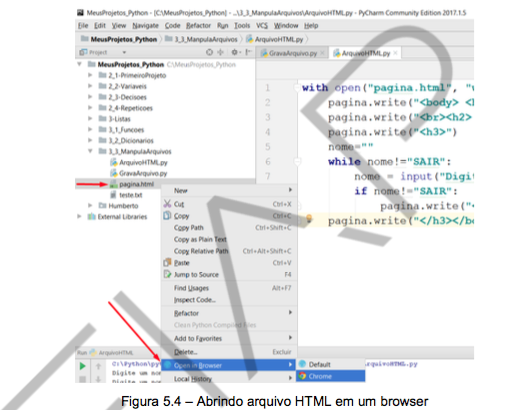 MeusProjetos_Python - [C:\MeusProjetos_Python] - ...\3_3_ManpulaArquivos\ArquivoHTML.py - PyCharm Community Edition 2017.1.5
File Edit View Navigate Code Refactor Run Tools VCS Window Help
MeusProjetos_Python 3_3_ManpulaArquivos ArquivoHTML.py
Project GravaArquivo.py ArquivoHTML.py
MeusProjetos_Python C:\MeusProjetos_Python
2_1-PrimeiroProjeto
2_2-Variaveis
2_3-Decisoes
2_4-Repeticoes
3-Listas
3_1_Funcoes
3_2_Dicionarios
3_3_ManpulaArquivos
ArquivoHTML.py
GravaArquivo.py
pagina.html
teste.txt
Humberto
External Libraries
1 with open("pagina.html", "
2 pagina.write("<body> <
3 pagina.write("<br><h2>
4 pagina.write("<h3>")
5 nome=""
6 while nome!="SAIR":
7 nome = input("Digi
8 if nome!="SAIR":
9 pagina.write("<
pagina.write("</h3></bo
New
Cut Ctrl+X
Copy Ctrl+C
Copy Path Ctrl+Shift+C
Copy as Plain Text
Copy Relative Path Ctrl+Alt+Shift+C
Paste Ctrl+V
Jump to Source F4
Find Usages Alt+F7
Inspect Code...
Refactor
Clean Python Compiled Files
Add to Favorites
Delete... Excluir
Open in Browser
Local History
Default
Chrome
Run ArquivoHTML
C:\Python\py
rquivoHTML.py
Digite um no
Digite um no
Figura 5.4 – Abrindo arquivo HTML em um browser